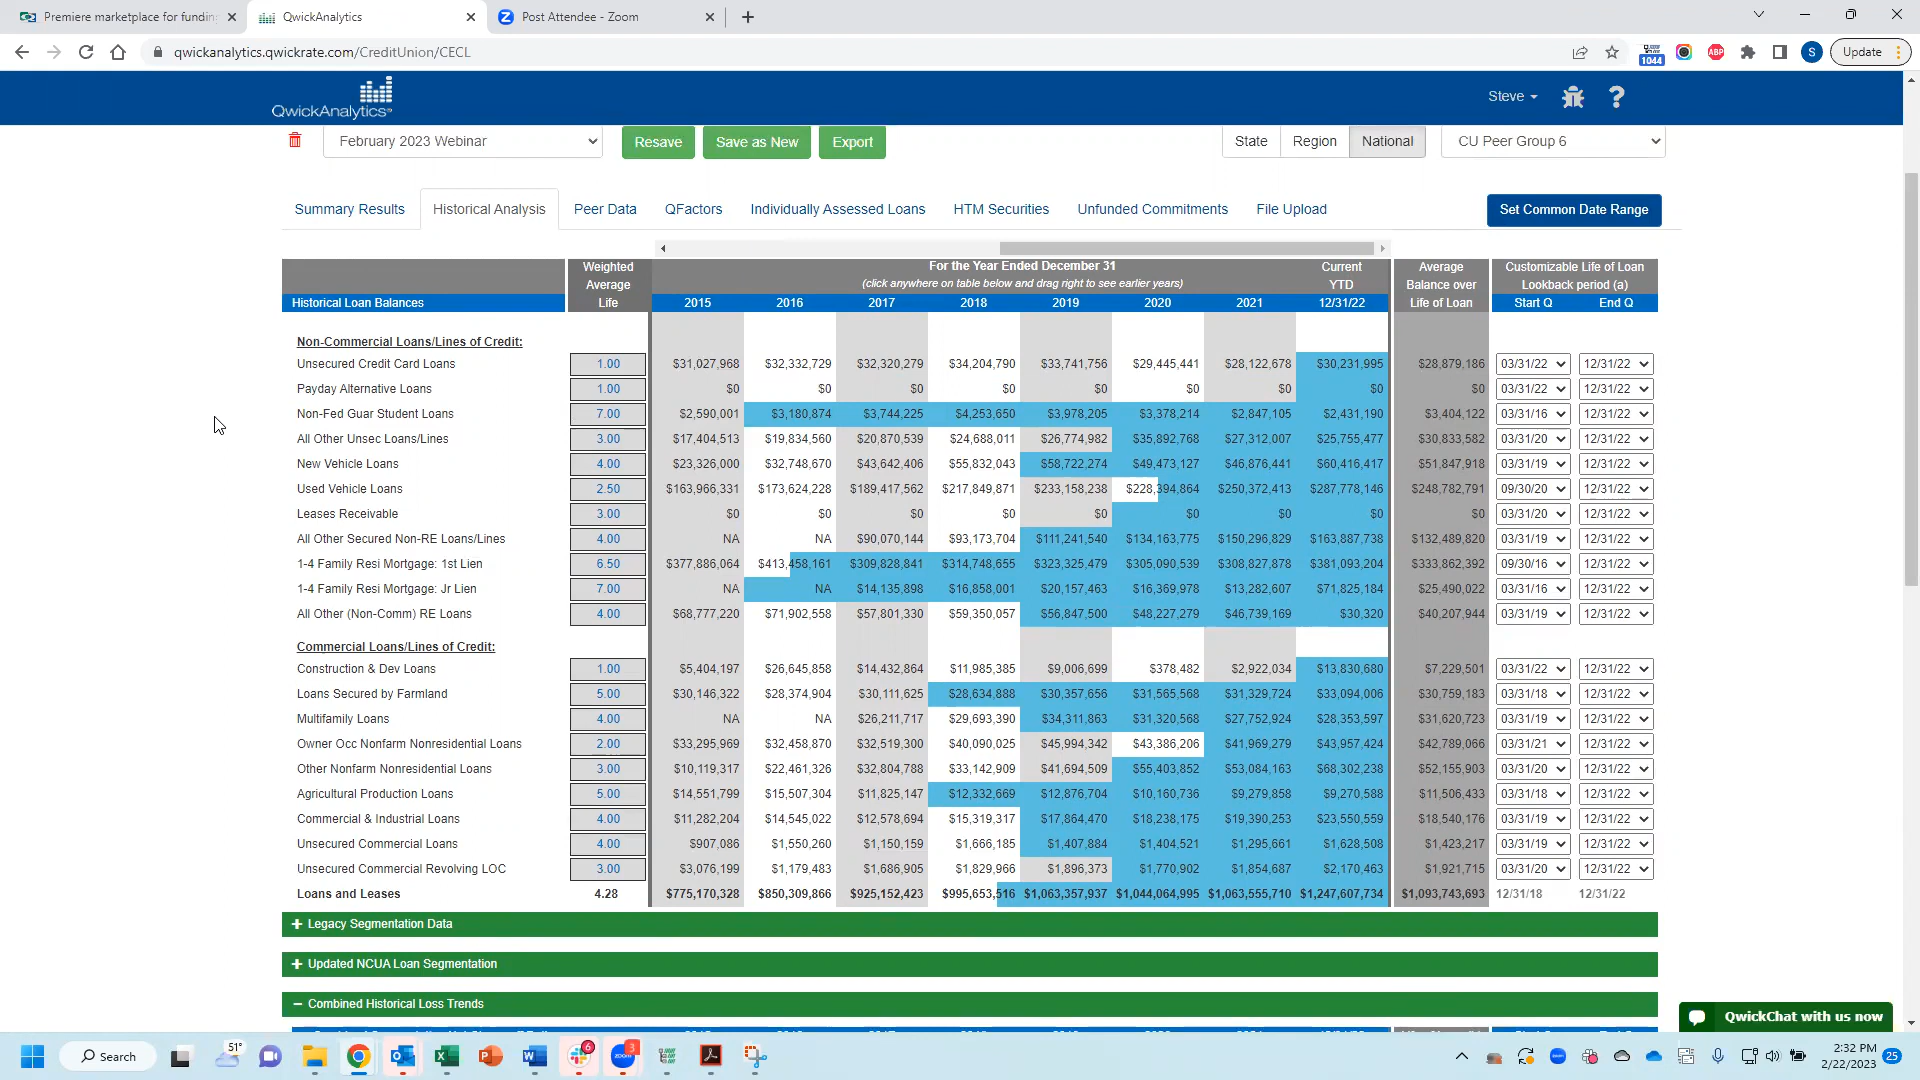 Premiere marketplace for fundin
QwickAnalytics
Post Attendee - Zoom
qwickanalytics.qwickrate.com/CreditUnion/CECL
1044
ABP
S
Update
QwickAnalytics
Steve
?
February 2023 Webinar
Resave
Save as New
Export
State
Region
National
CU Peer Group 6
Summary Results
Historical Analysis
Peer Data
QFactors
Individually Assessed Loans
HTM Securities
Unfunded Commitments
File Upload
Set Common Date Range
Weighted Average Life
For the Year Ended December 31
(click anywhere on table below and drag right to see earlier years)
Current YTD
Average Balance over Life of Loan
Customizable Life of Loan Lookback period (a)
Historical Loan Balances 2015 2016 2017 2018 2019 2020 2021 12/31/22 Start Q End Q
Non-Commercial Loans/Lines of Credit:
Unsecured Credit Card Loans 1.00 $31,027,968 $32,332,729 $32,320,279 $34,204,790 $33,741,756 $29,445,441 $28,122,678 $30,231,995 $28,879,186 03/31/22 12/31/22
Payday Alternative Loans 1.00 $0 $0 $0 $0 $0 $0 $0 $0 $0 03/31/22 12/31/22
Non-Fed Guar Student Loans 7.00 $2,590,001 $3,180,874 $3,744,225 $4,253,650 $3,978,205 $3,378,214 $2,847,105 $2,431,190 $3,404,122 03/31/16 12/31/22
All Other Unsec Loans/Lines 3.00 $17,404,513 $19,834,560 $20,870,539 $24,688,011 $26,774,982 $35,892,768 $27,312,007 $25,755,477 $30,833,582 03/31/20 12/31/22
New Vehicle Loans 4.00 $23,326,000 $32,748,670 $43,642,406 $55,832,043 $58,722,274 $49,473,127 $46,876,441 $60,416,417 $51,847,918 03/31/19 12/31/22
Used Vehicle Loans 2.50 $163,966,331 $173,624,228 $189,417,562 $217,849,871 $233,158,238 $228,394,864 $250,372,413 $287,778,146 $248,782,791 09/30/20 12/31/22
Leases Receivable 3.00 $0 $0 $0 $0 $0 $0 $0 $0 $0 03/31/20 12/31/22
All Other Secured Non-RE Loans/Lines 4.00 NA NA $90,070,144 $93,173,704 $111,241,540 $134,163,775 $150,296,829 $163,887,738 $132,489,820 03/31/19 12/31/22
1-4 Family Resi Mortgage: 1st Lien 6.50 $377,886,064 $413,458,161 $309,828,841 $314,748,655 $323,325,479 $305,090,539 $308,827,878 $381,093,204 $333,862,392 09/30/16 12/31/22
1-4 Family Resi Mortgage: Jr Lien 7.00 NA NA $14,135,898 $16,858,001 $20,157,463 $16,369,978 $13,282,607 $71,825,184 $25,490,022 03/31/16 12/31/22
All Other (Non-Comm) RE Loans 4.00 $68,777,220 $71,902,558 $57,801,330 $59,350,057 $56,847,500 $48,227,279 $46,739,169 $30,320 $40,207,944 03/31/19 12/31/22
Commercial Loans/Lines of Credit:
Construction & Dev Loans 1.00 $5,404,197 $26,645,858 $14,432,864 $11,985,385 $9,006,699 $378,482 $2,922,034 $13,830,680 $7,229,501 03/31/22 12/31/22
Loans Secured by Farmland 5.00 $30,146,322 $28,374,904 $30,111,625 $28,634,888 $30,357,656 $31,565,568 $31,329,724 $33,094,006 $30,759,183 03/31/18 12/31/22
Multifamily Loans 4.00 NA NA $26,211,717 $29,693,390 $34,311,863 $31,320,568 $27,752,924 $28,353,597 $31,620,723 03/31/19 12/31/22
Owner Occ Nonfarm Nonresidential Loans 2.00 $33,295,969 $32,458,870 $32,519,300 $40,090,025 $45,994,342 $43,386,206 $41,969,279 $43,957,424 $42,789,066 03/31/21 12/31/22
Other Nonfarm Nonresidential Loans 3.00 $10,119,317 $22,461,326 $32,804,788 $33,142,909 $41,694,509 $55,403,852 $53,084,163 $68,302,238 $52,155,903 03/31/20 12/31/22
Agricultural Production Loans 5.00 $14,551,799 $15,507,304 $11,825,147 $12,332,669 $12,876,704 $10,160,736 $9,279,858 $9,270,588 $11,506,433 03/31/18 12/31/22
Commercial & Industrial Loans 4.00 $11,282,204 $14,545,022 $12,578,694 $15,319,317 $17,864,470 $18,238,175 $19,390,253 $23,550,559 $18,540,176 03/31/19 12/31/22
Unsecured Commercial Loans 4.00 $907,086 $1,550,260 $1,150,159 $1,666,185 $1,407,884 $1,404,521 $1,295,661 $1,628,508 $1,423,217 03/31/19 12/31/22
Unsecured Commercial Revolving LOC 3.00 $3,076,199 $1,179,483 $1,686,905 $1,829,966 $1,896,373 $1,770,902 $1,854,687 $2,170,463 $1,921,715 03/31/20 12/31/22
Loans and Leases 4.28 $775,170,328 $850,309,866 $925,152,423 $995,653,516 $1,063,357,937 $1,044,064,995 $1,063,555,710 $1,247,607,734 $1,093,743,693 12/31/18 12/31/22
+ Legacy Segmentation Data
+ Updated NCUA Loan Segmentation
− Combined Historical Loss Trends
QwickChat with us now
Search
51°
6
3
2:32 PM
2/22/2023
25